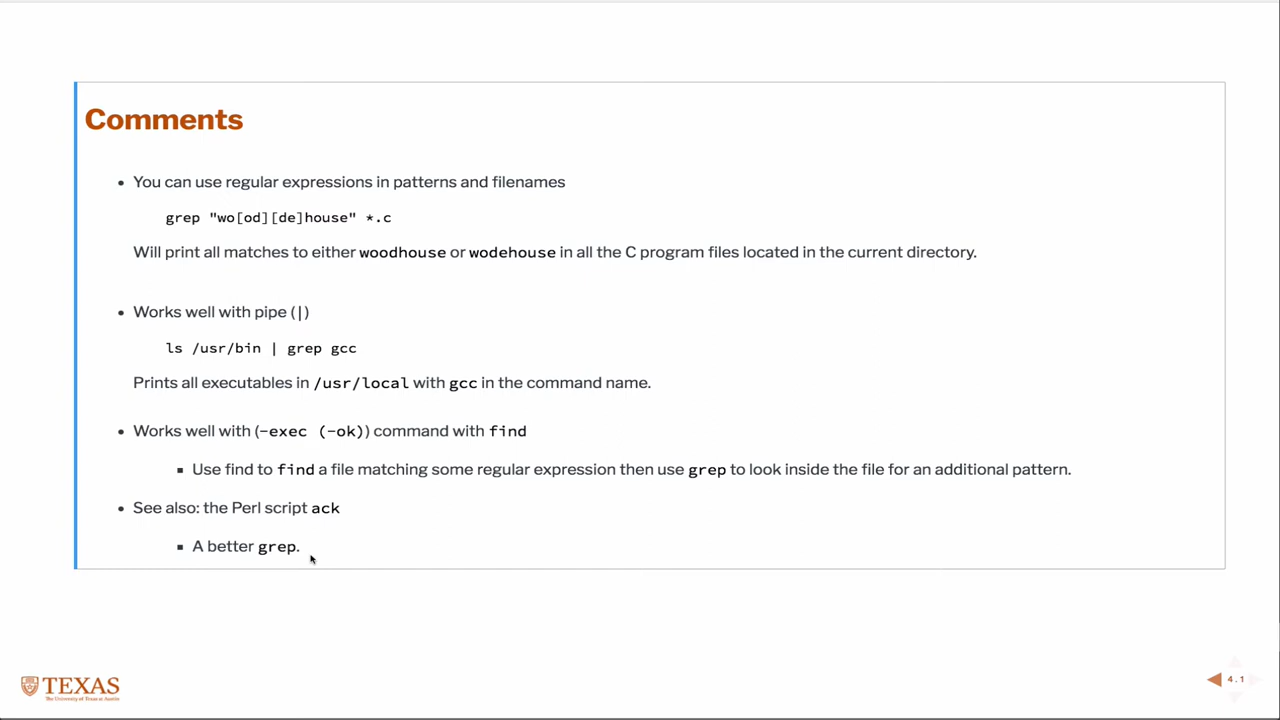 Comments
• You can use regular expressions in patterns and filenames
grep "wo[od][de]house" *.c
Will print all matches to either woodhouse or wodehouse in all the C program files located in the current directory.
• Works well with pipe (|)
ls /usr/bin | grep gcc
Prints all executables in /usr/local with gcc in the command name.
• Works well with (-exec (-ok)) command with find
▪ Use find to find a file matching some regular expression then use grep to look inside the file for an additional pattern.
• See also: the Perl script ack
▪ A better grep.
TEXAS
The University of Texas at Austin
4.1